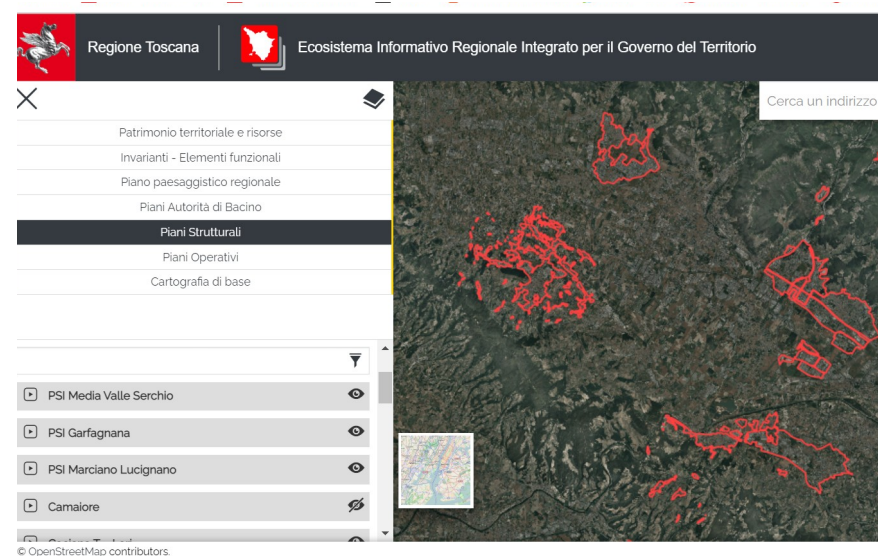 Regione Toscana
Ecosistema Informativo Regionale Integrato per il Governo del Territorio
Cerca un indirizzo
Patrimonio territoriale e risorse
Invarianti - Elementi funzionali
Piano paesaggistico regionale
Piani Autorità di Bacino
Piani Strutturali
Piani Operativi
Cartografia di base
PSI Media Valle Serchio
PSI Garfagnana
PSI Marciano Lucignano
Camaiore
© OpenStreetMap contributors.